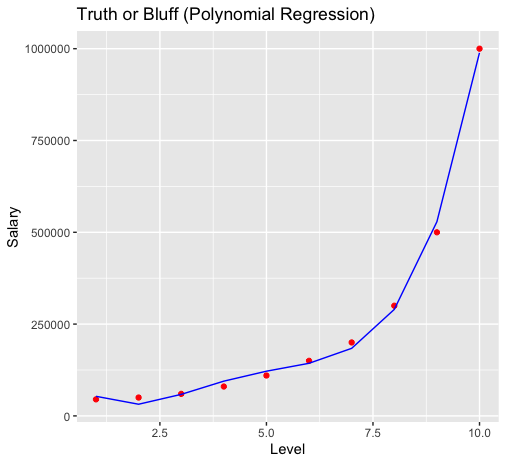 Truth or Bluff (Polynomial Regression)
1000000
750000
500000
250000
0
Salary
2.5 5.0 7.5 10.0
Level